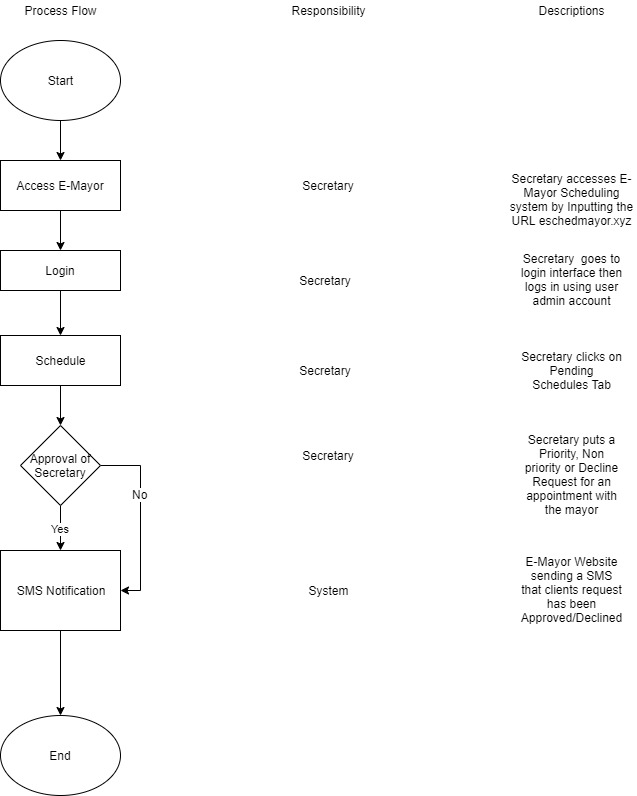 Process Flow
Responsibility
Descriptions
Start
Access E-Mayor
Secretary
Secretary accesses E-
Mayor Scheduling
system by Inputting the
URL eschedmayor.xyz
Login
Secretary
Secretary  goes to
login interface then
logs in using user
admin account
Schedule
Secretary
Secretary clicks on
Pending
Schedules Tab
Approval of
Secretary
Secretary
Secretary puts a
Priority, Non
priority or Decline
Request for an
appointment with
the mayor
No
Yes
SMS Notification
System
E-Mayor Website
sending a SMS
that clients request
has been
Approved/Declined
End